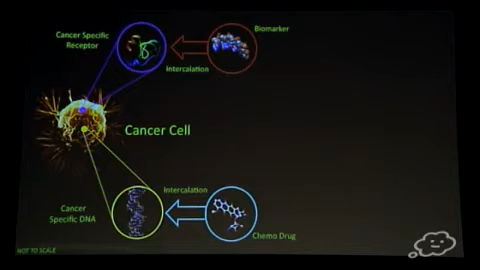 Cancer Specific
Receptor
Biomarker
Intercalation
Cancer Cell
Intercalation
Cancer
Specific DNA
Chemo Drug
NOT TO SCALE